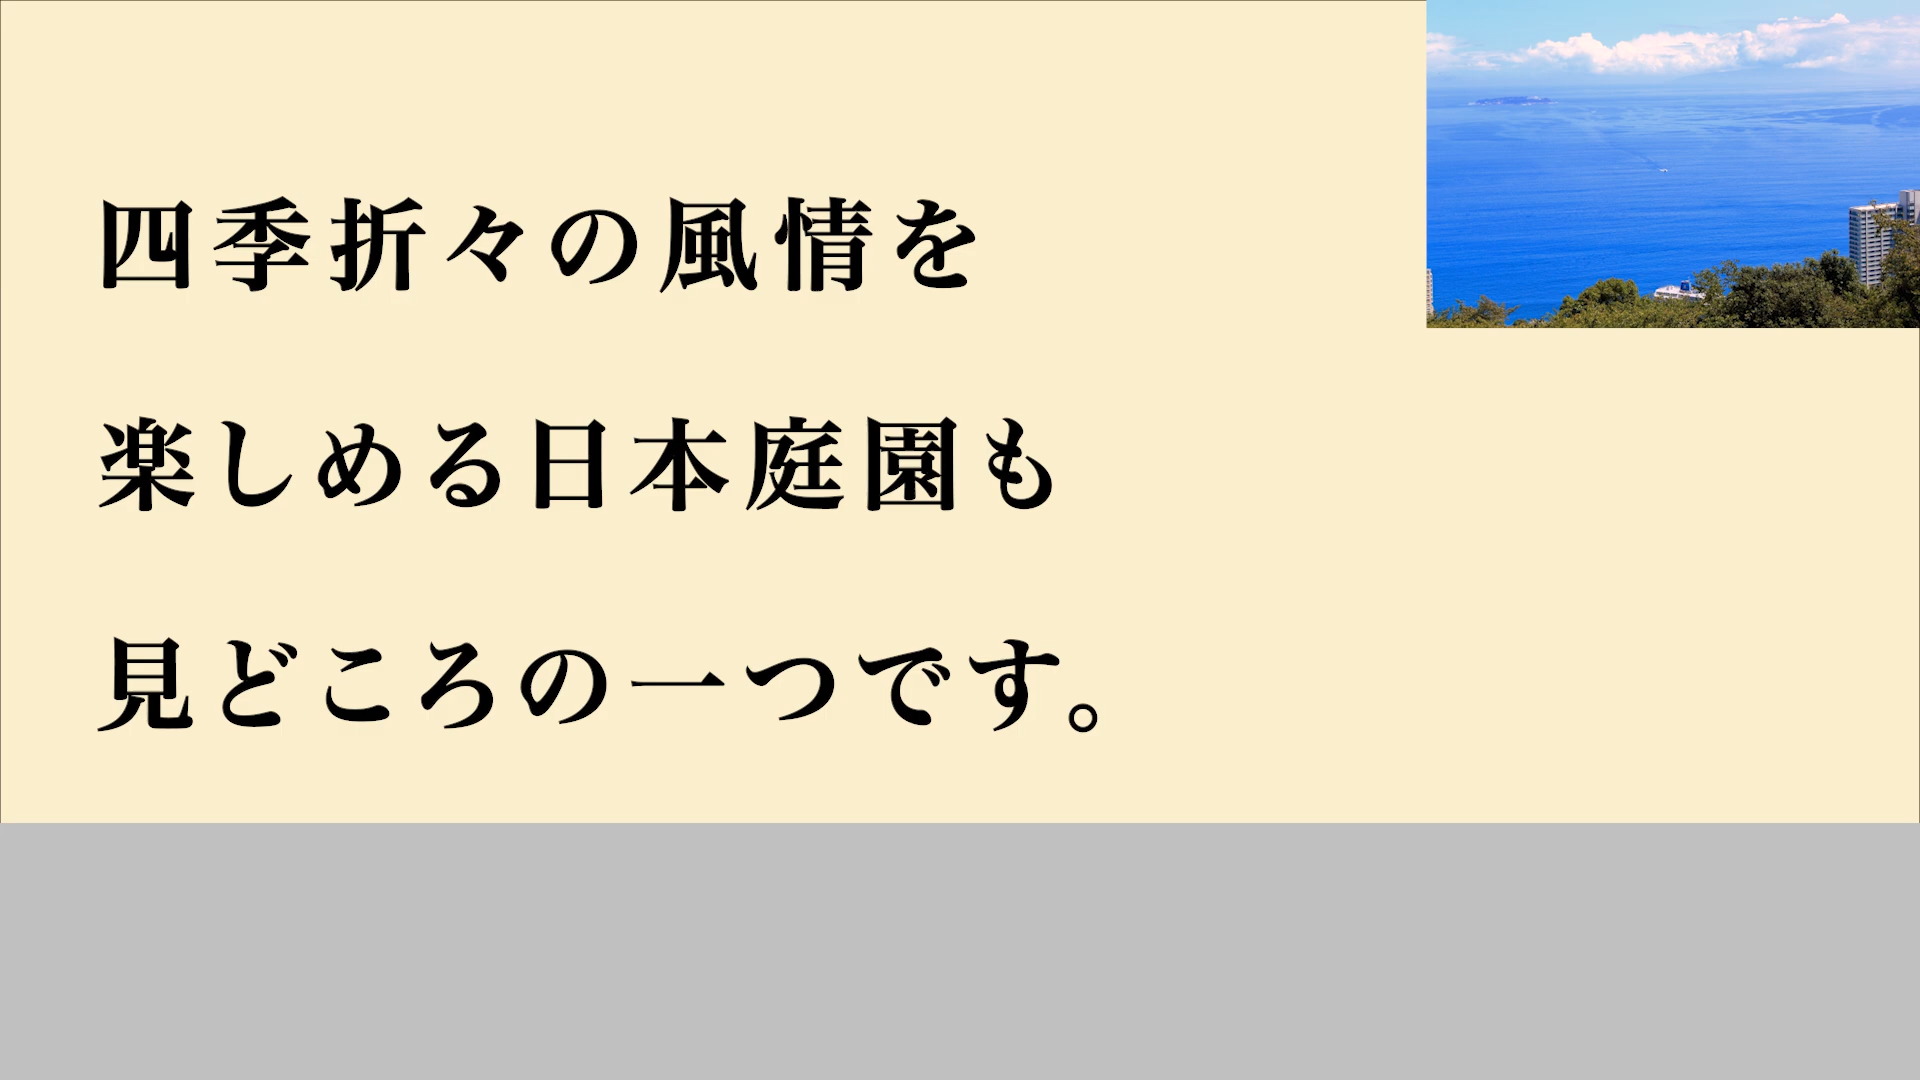 四季折々の風情を
楽しめる日本庭園も
見どころの一つです。